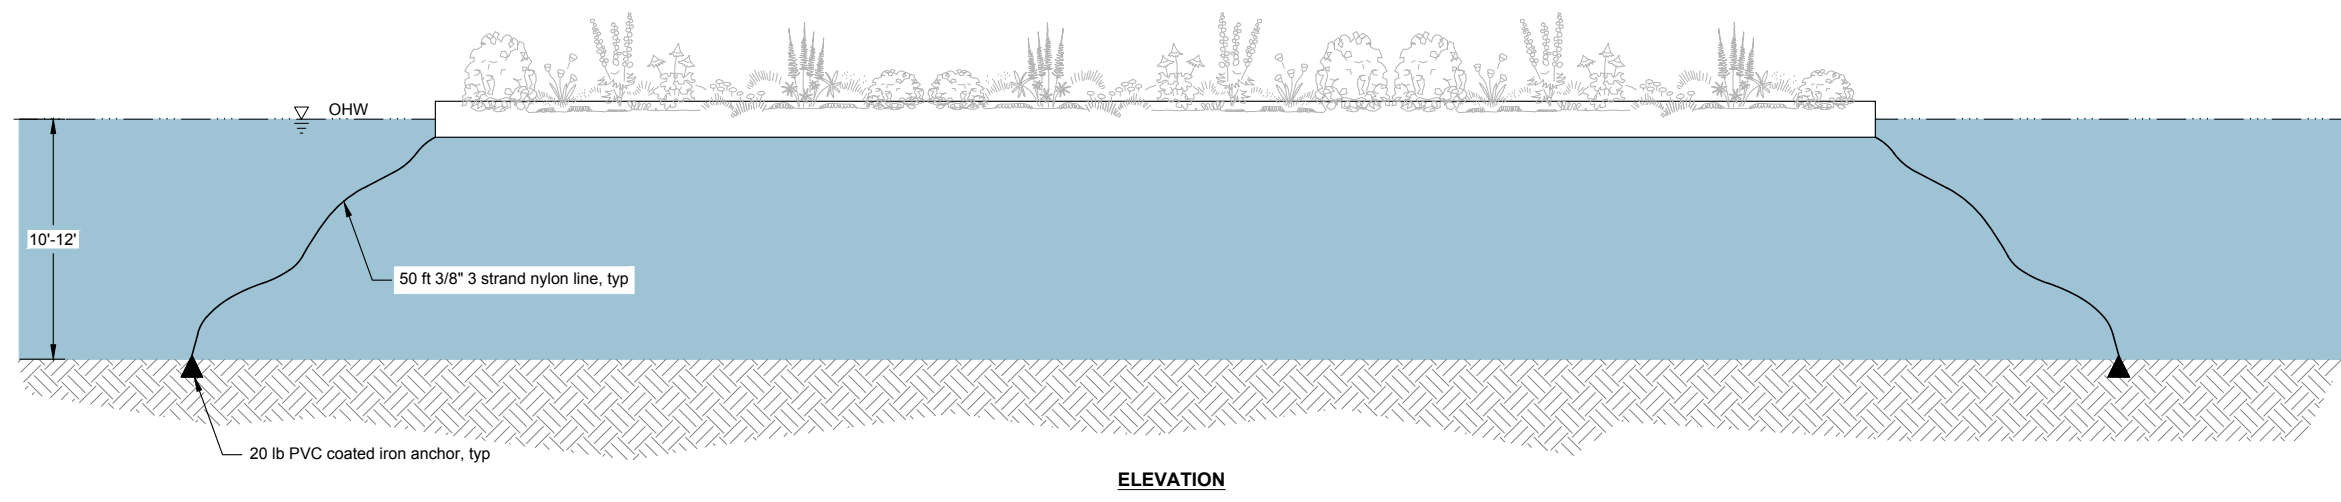 OHW
10'-12'
50 ft 3/8" 3 strand nylon line, typ
20 lb PVC coated iron anchor, typ
ELEVATION